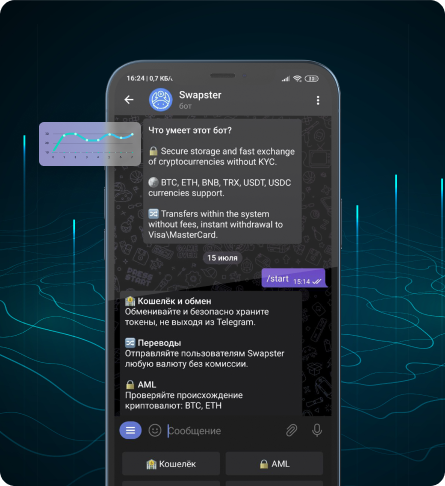 16:24 | 0,7 КБ/с
Swapster
бот
Что умеет этот бот?
🔒 Secure storage and fast exchange
of cryptocurrencies without KYC.
BTC, ETH, BNB, TRX, USDT, USDC
currencies support.
🔀 Transfers within the system
without fees, instant withdrawal to
Visa\MasterCard.
15 июля
/start 15:14
🏦 Кошелёк и обмен
Обменивайте и безопасно храните
токены, не выходя из Telegram.
🔀 Переводы
Отправляйте пользователям Swapster
любую валюту без комиссии.
🔒 AML
Проверяйте происхождение
криптовалют: BTC, ETH
Сообщение
🏦 Кошелёк
🔒 AML